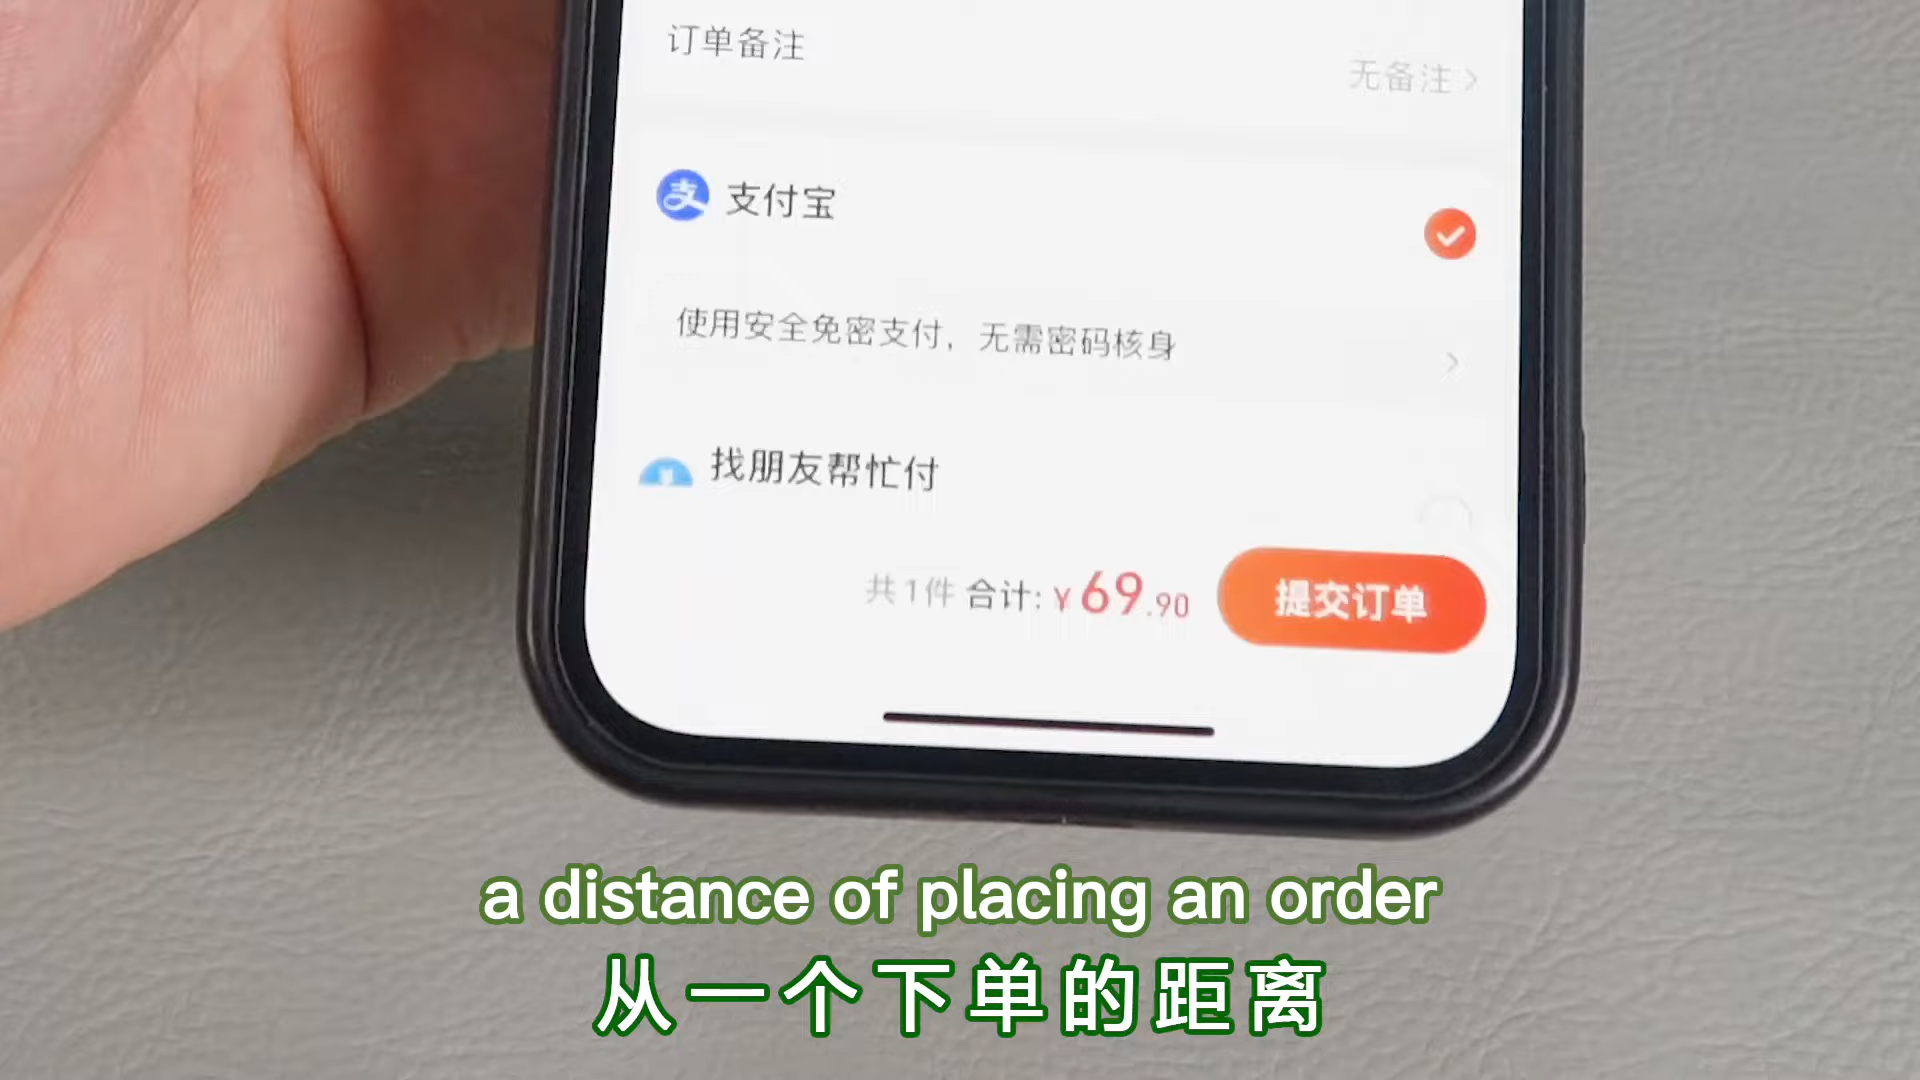 订单备注
无备注
支 支付宝
使用安全免密支付，无需密码核身
找朋友帮忙付
共1件 合计: ¥69.90 提交订单
a distance of placing an order
从一个下单的距离